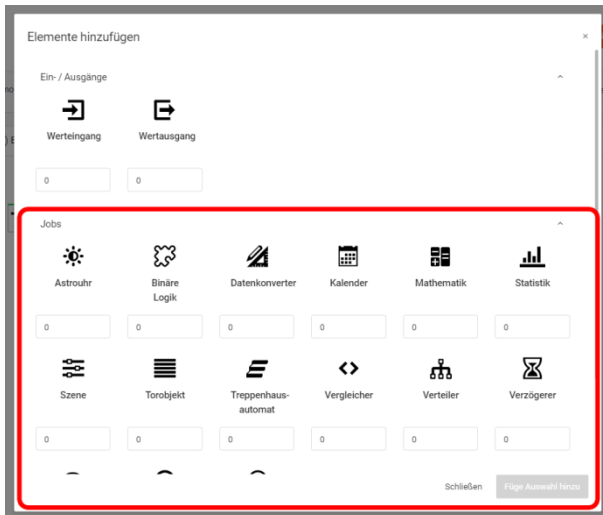 Elemente hinzufügen
×
Ein- / Ausgänge
Werteingang Wertausgang
0 0
Jobs
Astrouhr Binäre Logik Datenkonverter Kalender Mathematik Statistik
0 0 0 0 0 0
Szene Torobjekt Treppenhaus-automat Vergleicher Verteiler Verzögerer
0 0 0 0 0 0
Schließen Füge Auswahl hinzu